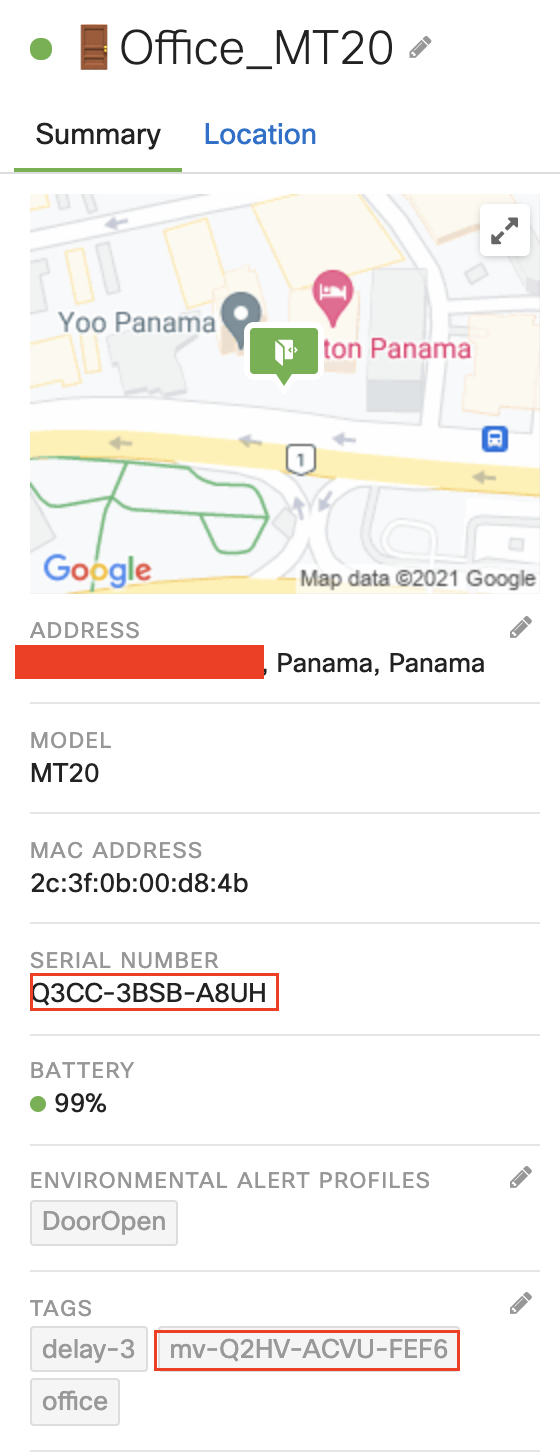 Office_MT20
Summary Location
Yoo Panama
ton Panama
1
Google
Map data ©2021 Google
ADDRESS
, Panama, Panama
MODEL
MT20
MAC ADDRESS
2c:3f:0b:00:d8:4b
SERIAL NUMBER
Q3CC-3BSB-A8UH
BATTERY
99%
ENVIRONMENTAL ALERT PROFILES
DoorOpen
TAGS
delay-3 mv-Q2HV-ACVU-FEF6
office